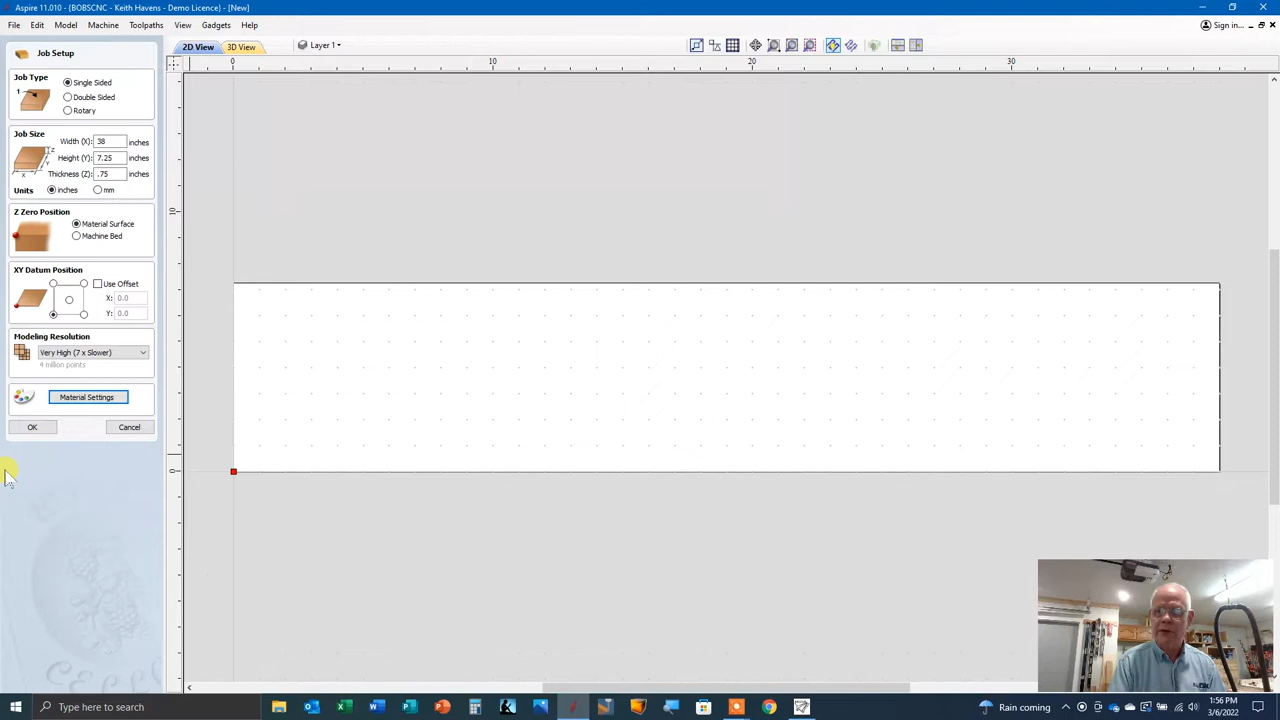 Aspire 11.010 - (BOBSCNC - Keith Havens - Demo Licence) - [New]
File Edit Model Machine Toolpaths View Gadgets Help
Sign in...
Job Setup
2D View 3D View Layer 1
0 10 20 30
10
0
Job Type
1
Single Sided
Double Sided
Rotary
Job Size
Width (X): 38 inches
Height (Y): 7.25 inches
Thickness (Z): .75 inches
Z
Y
X
Units inches mm
Z Zero Position
Material Surface
Machine Bed
XY Datum Position
Use Offset
X: 0.0
Y: 0.0
Modeling Resolution
Very High (7 x Slower)
4 million points
Material Settings
OK Cancel
Type here to search
Rain coming
1:56 PM
3/6/2022